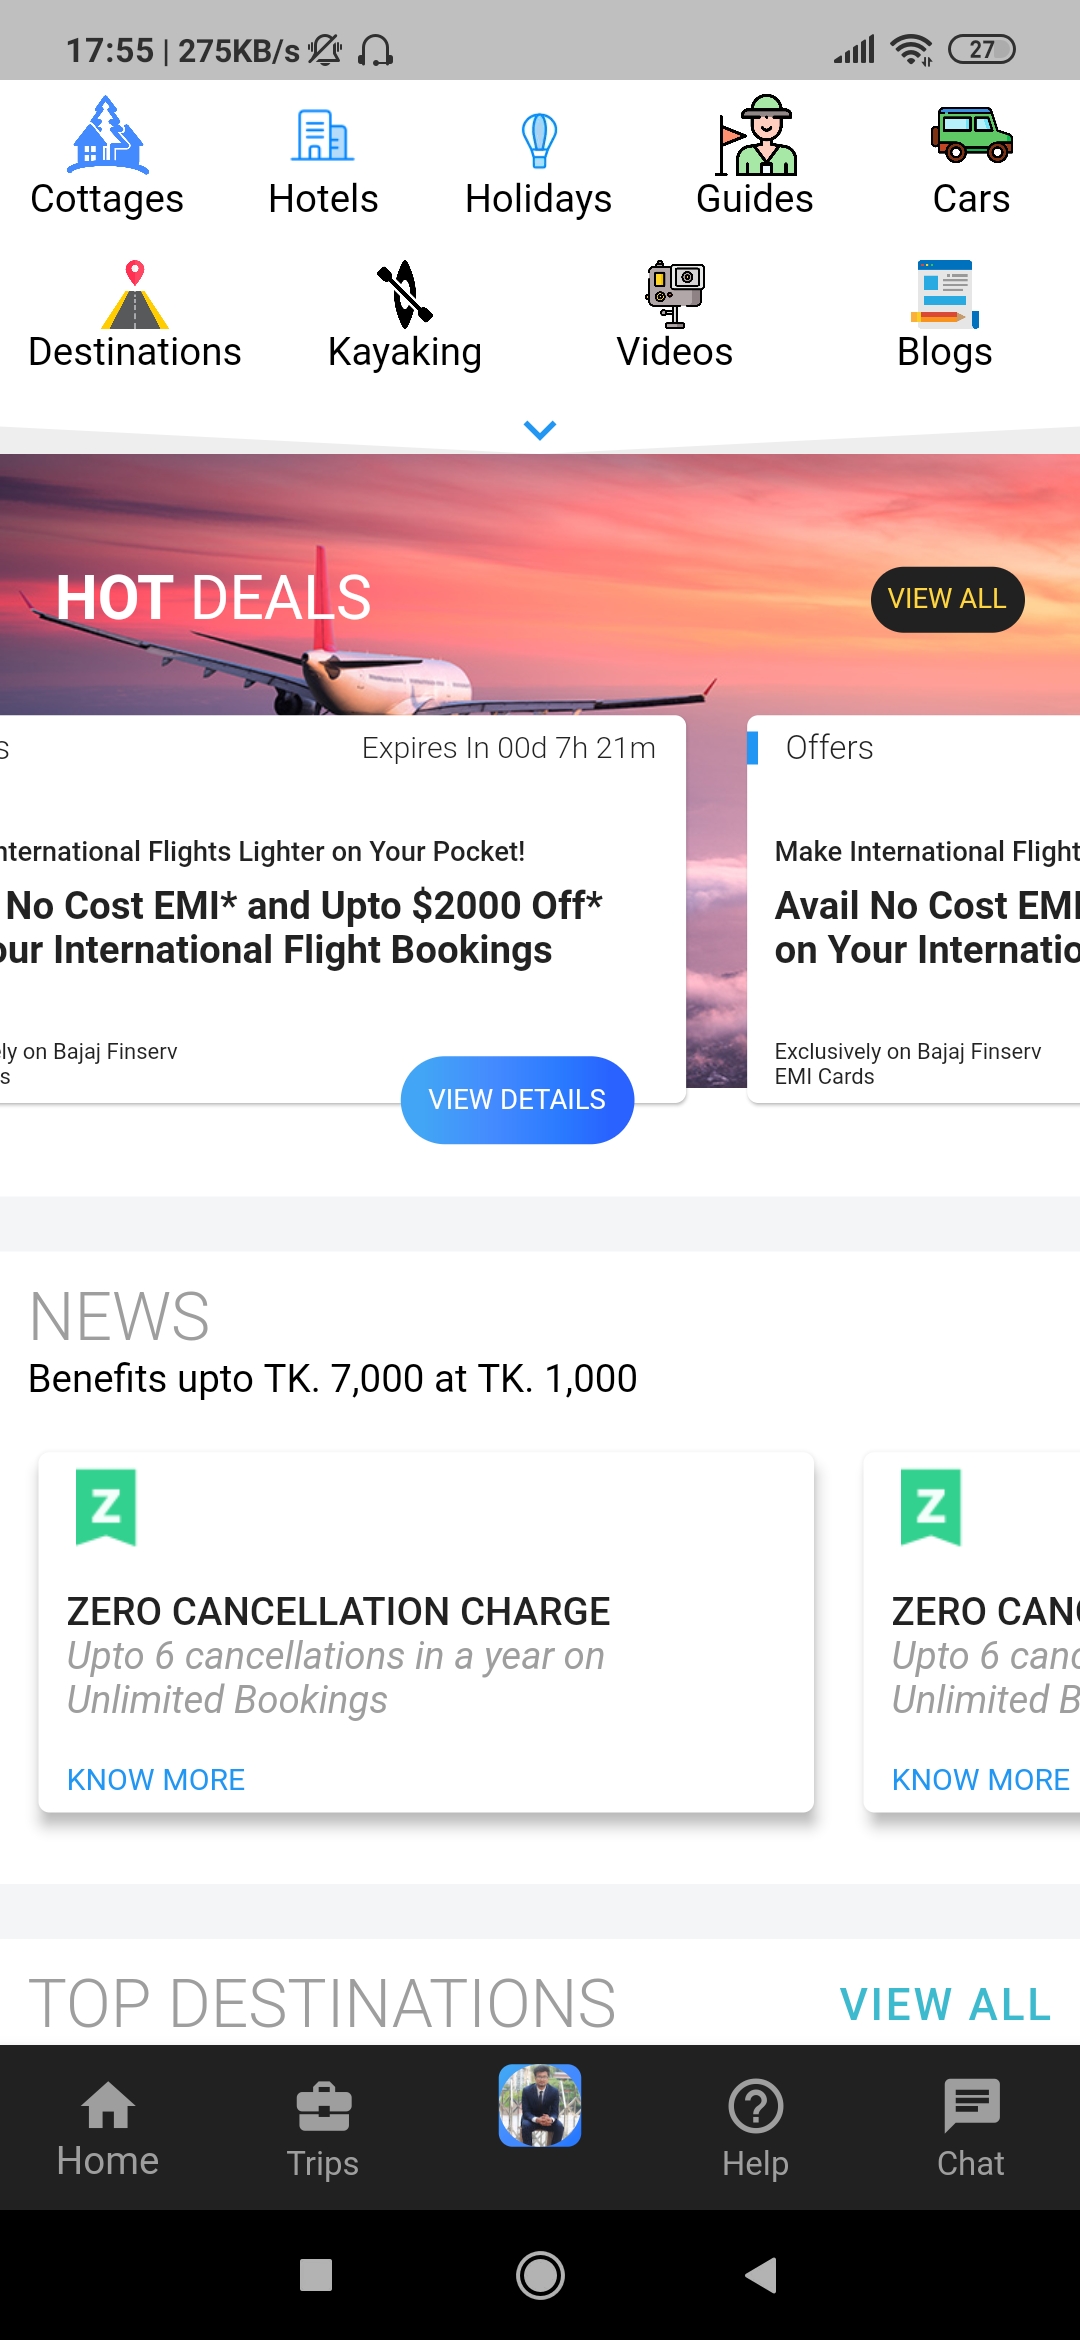 17:55 | 275KB/s
27
Cottages Hotels Holidays Guides Cars
Destinations Kayaking Videos Blogs
HOT DEALS
VIEW ALL
Expires In 00d 7h 21m
International Flights Lighter on Your Pocket!
No Cost EMI* and Upto $2000 Off*
our International Flight Bookings
on Bajaj Finserv
VIEW DETAILS
Offers
Make International Flight
Avail No Cost EMI
on Your Internatio
Exclusively on Bajaj Finserv
EMI Cards
NEWS
Benefits upto TK. 7,000 at TK. 1,000
Z
ZERO CANCELLATION CHARGE
Upto 6 cancellations in a year on
Unlimited Bookings
KNOW MORE
Z
ZERO CAN
Upto 6 canc
Unlimited B
KNOW MORE
TOP DESTINATIONS
VIEW ALL
Home Trips Help Chat